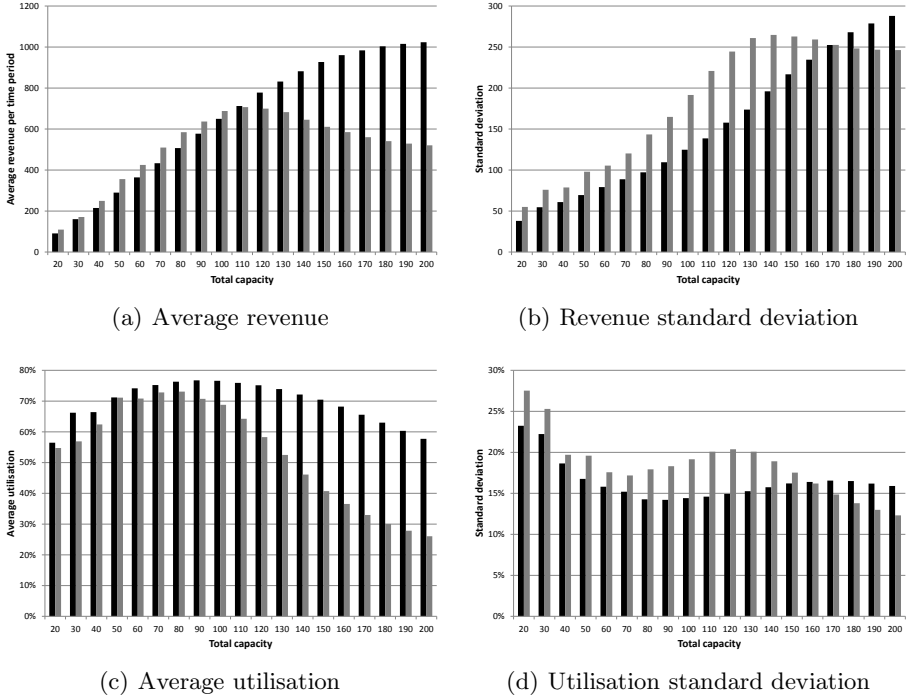 1200
1000
800
600
400
200
0
Average revenue per time period
20 30 40 50 60 70 80 90 100 110 120 130 140 150 160 170 180 190 200
Total capacity
(a) Average revenue
300
250
200
150
100
50
0
Standard deviation
20 30 40 50 60 70 80 90 100 110 120 130 140 150 160 170 180 190 200
Total capacity
(b) Revenue standard deviation
80%
70%
60%
50%
40%
30%
20%
10%
0%
Average utilisation
20 30 40 50 60 70 80 90 100 110 120 130 140 150 160 170 180 190 200
Total capacity
(c) Average utilisation
30%
25%
20%
15%
10%
5%
0%
Standard deviation
20 30 40 50 60 70 80 90 100 110 120 130 140 150 160 170 180 190 200
Total capacity
(d) Utilisation standard deviation